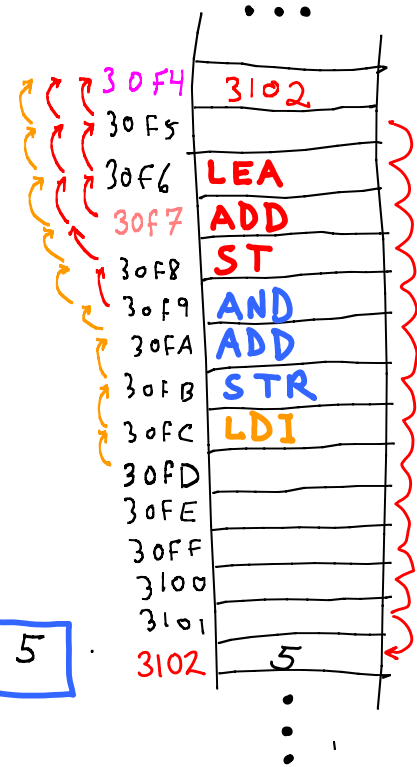 30F4 3102
30F5
30F6 LEA
30F7 ADD
30F8 ST
30F9 AND
30FA ADD
30FB STR
30FC LDI
30FD
30FE
30FF
3100
3101
5 3102 5